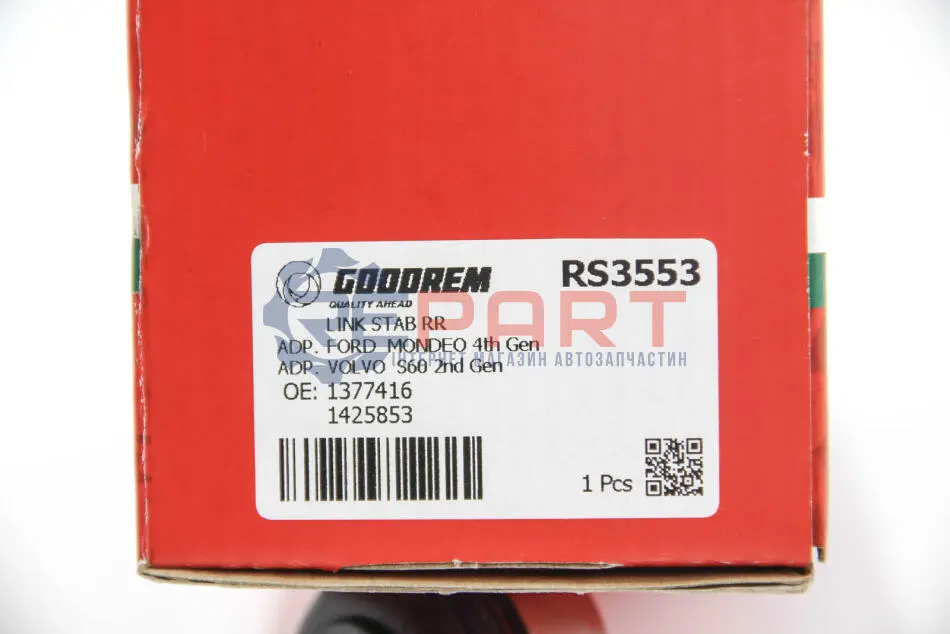 GOODREM
QUALITY AHEAD
RS3553
LINK STAB RR
ADP. FORD MONDEO 4th Gen
ADP. VOLVO S60 2nd Gen
OE: 1377416
1425853
1 Pcs
PART
ІНТЕРНЕТ МАГАЗИН АВТОЗАПЧАСТИН